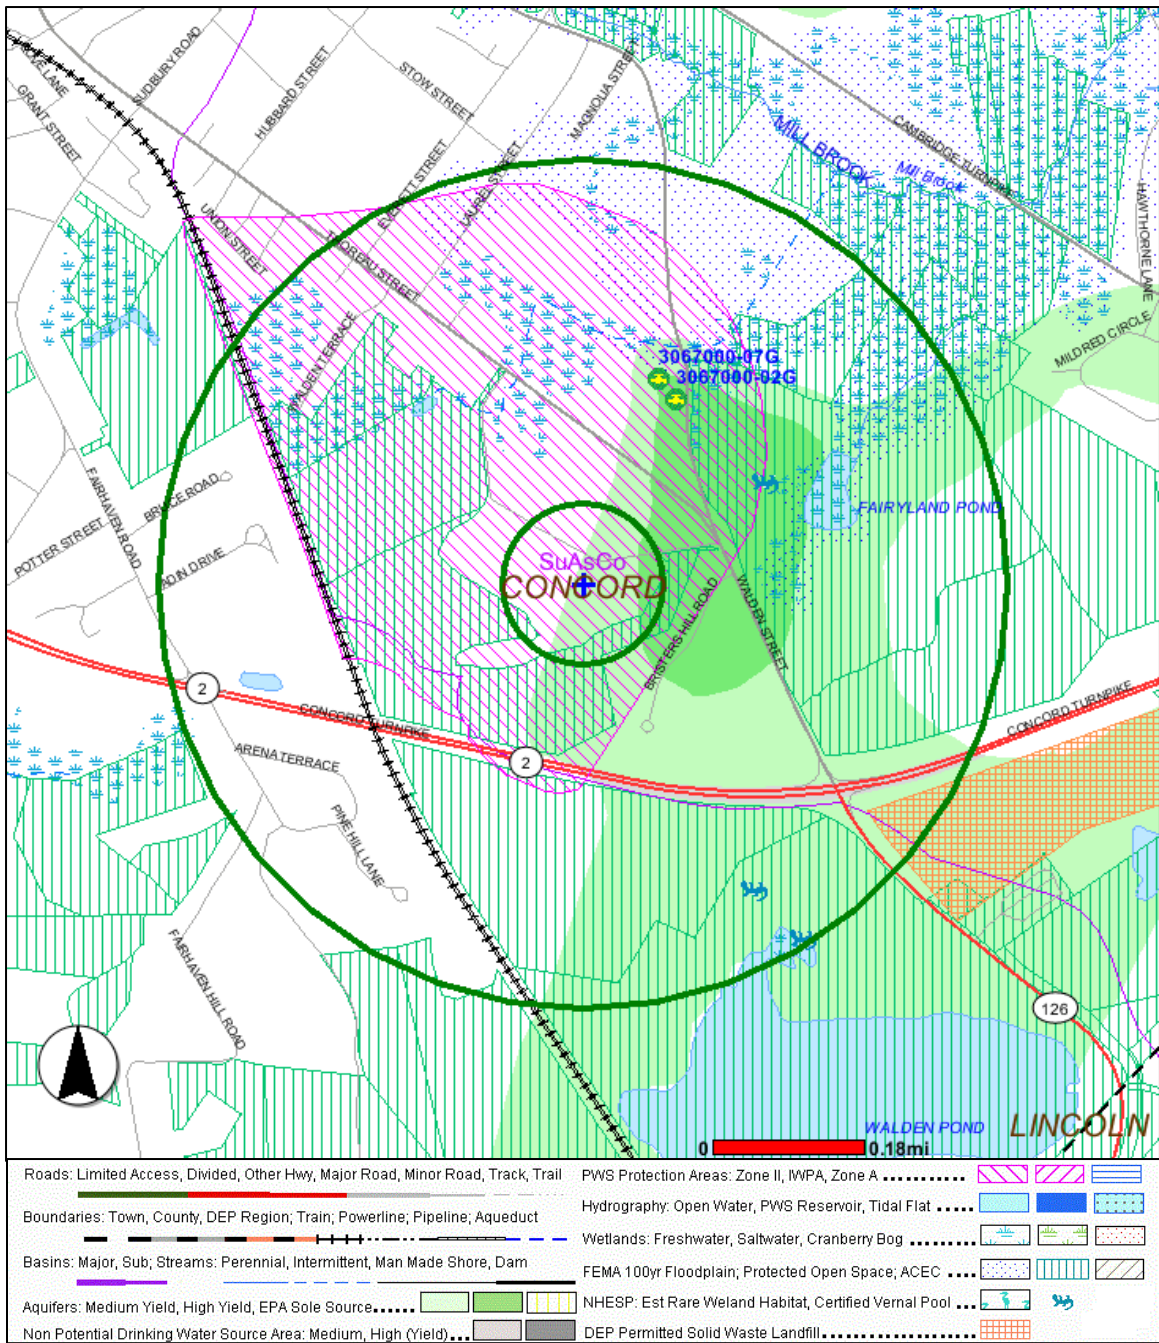 SUDBURY ROAD
GRANT STREET
HUBBARD STREET
STOW STREET
MAGNOLIA STREET
MILL BROOK
Mill Brook
CAMBRIDGE TURNPIKE
HAWTHORNE LANE
EVERETT STREET
LAUREL STREET
UNION STREET
THOREAU STREET
WALDEN TERRACE
MILDRED CIRCLE
3067000-07G
3067000-02G
FAIRHAVEN ROAD
BRUCE ROAD
POTTER STREET
ADIN DRIVE
FAIRYLAND POND
SuAsCo
CONCORD
BRISTERS HILL ROAD
WALDEN STREET
2
CONCORD TURNPIKE
CONCORD TURNPIKE
2
ARENA TERRACE
PINE HILL LANE
FAIRHAVEN HILL ROAD
126
WALDEN POND
LINCOLN
0
0.18mi
Roads: Limited Access, Divided, Other Hwy, Major Road, Minor Road, Track, Trail
Boundaries: Town, County, DEP Region; Train; Powerline; Pipeline; Aqueduct
Basins: Major, Sub; Streams: Perennial, Intermittent, Man Made Shore, Dam
Aquifers: Medium Yield, High Yield, EPA Sole Source
Non Potential Drinking Water Source Area: Medium, High (Yield)
PWS Protection Areas: Zone II, IWPA, Zone A
Hydrography: Open Water, PWS Reservoir, Tidal Flat
Wetlands: Freshwater, Saltwater, Cranberry Bog
FEMA 100yr Floodplain; Protected Open Space; ACEC
NHESP: Est Rare Weland Habitat, Certified Vernal Pool
DEP Permitted Solid Waste Landfill